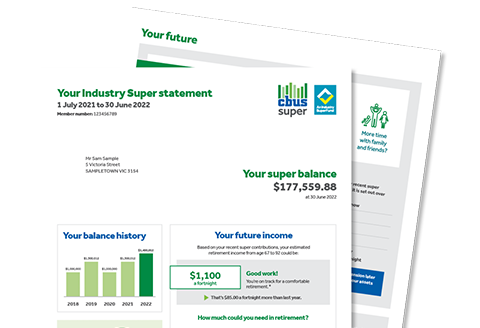 Your future
Your Industry Super statement
1 July 2021 to 30 June 2022
Member number: 123456789
cbus
super
Mr Sam Sample
1 Victoria Street
SAMPLETOWN VIC 3134
Your super balance
$177,559.88
at 30 June 2022
More time
with family
and friends?
Your balance history
2018 2019 2020 2021 2022
Your future income
Based on your recent super contributions, your estimated
retirement income from age 67 to 92 could be:
$1,100
a fortnight
Good work!
You're on track for a comfortable
retirement.*
That's $85.00 a fortnight more than last year.
How much could you need in retirement?